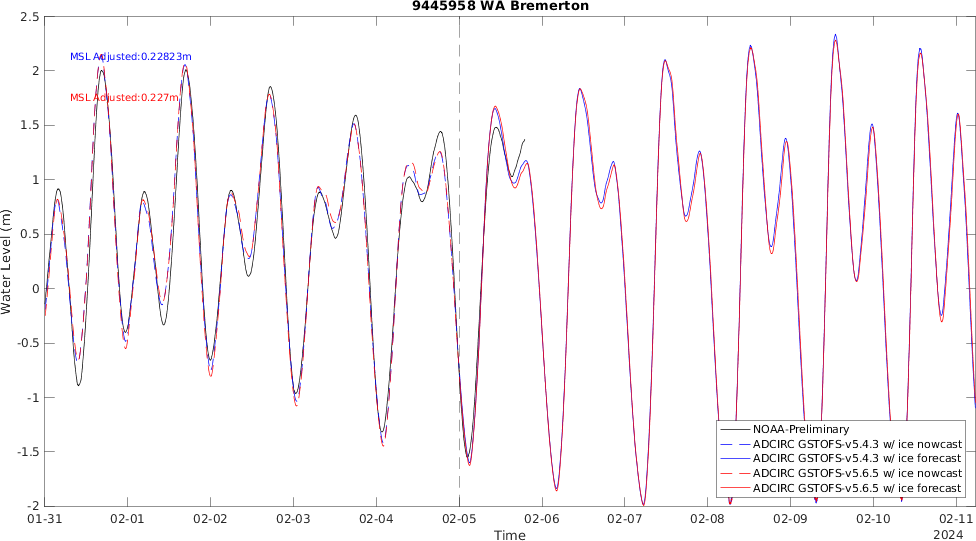 9445958 WA Bremerton
MSL Adjusted:0.22823m
MSL Adjusted:0.227m
Water Level (m)
2.5
2
1.5
1
0.5
0
-0.5
-1
-1.5
-2
01-31
02-01
02-02
02-03
02-04
02-05
02-06
02-07
02-08
02-09
02-10
02-11
2024
Time
NOAA-Preliminary
ADCIRC GSTOFS-v5.4.3 w/ ice nowcast
ADCIRC GSTOFS-v5.4.3 w/ ice forecast
ADCIRC GSTOFS-v5.6.5 w/ ice nowcast
ADCIRC GSTOFS-v5.6.5 w/ ice forecast